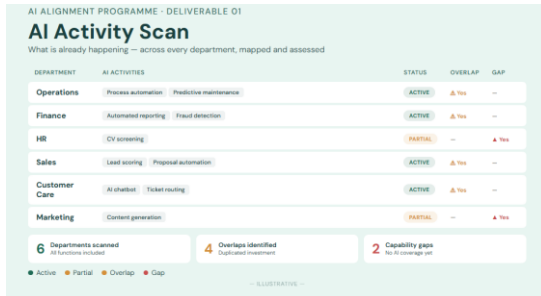 AI ALIGNMENT PROGRAMME · DELIVERABLE 01
AI Activity Scan
What is already happening — across every department, mapped and assessed
DEPARTMENT AI ACTIVITIES STATUS OVERLAP GAP
Operations Process automation Predictive maintenance ACTIVE ⚠ Yes —
Finance Automated reporting Fraud detection ACTIVE ⚠ Yes —
HR CV screening PARTIAL — ▲ Yes
Sales Lead scoring Proposal automation ACTIVE ⚠ Yes —
Customer
Care AI chatbot Ticket routing ACTIVE ⚠ Yes —
Marketing Content generation PARTIAL — ▲ Yes
6 Departments scanned
All functions included
4 Overlaps identified
Duplicated investment
2 Capability gaps
No AI coverage yet
Active Partial Overlap Gap
— ILLUSTRATIVE —